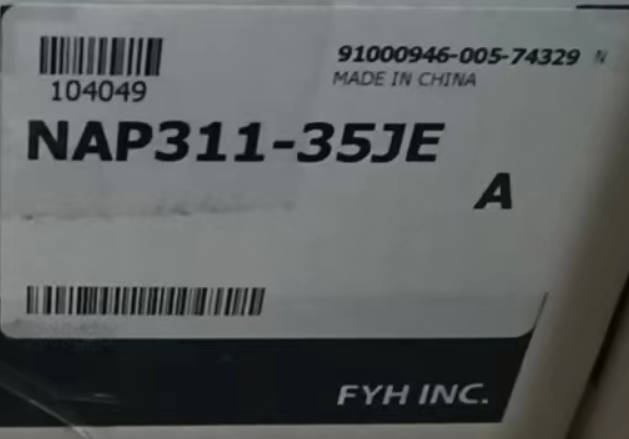 91000946-005-74329 N
MADE IN CHINA
104049
NAP311-35JE
A
FYH INC.